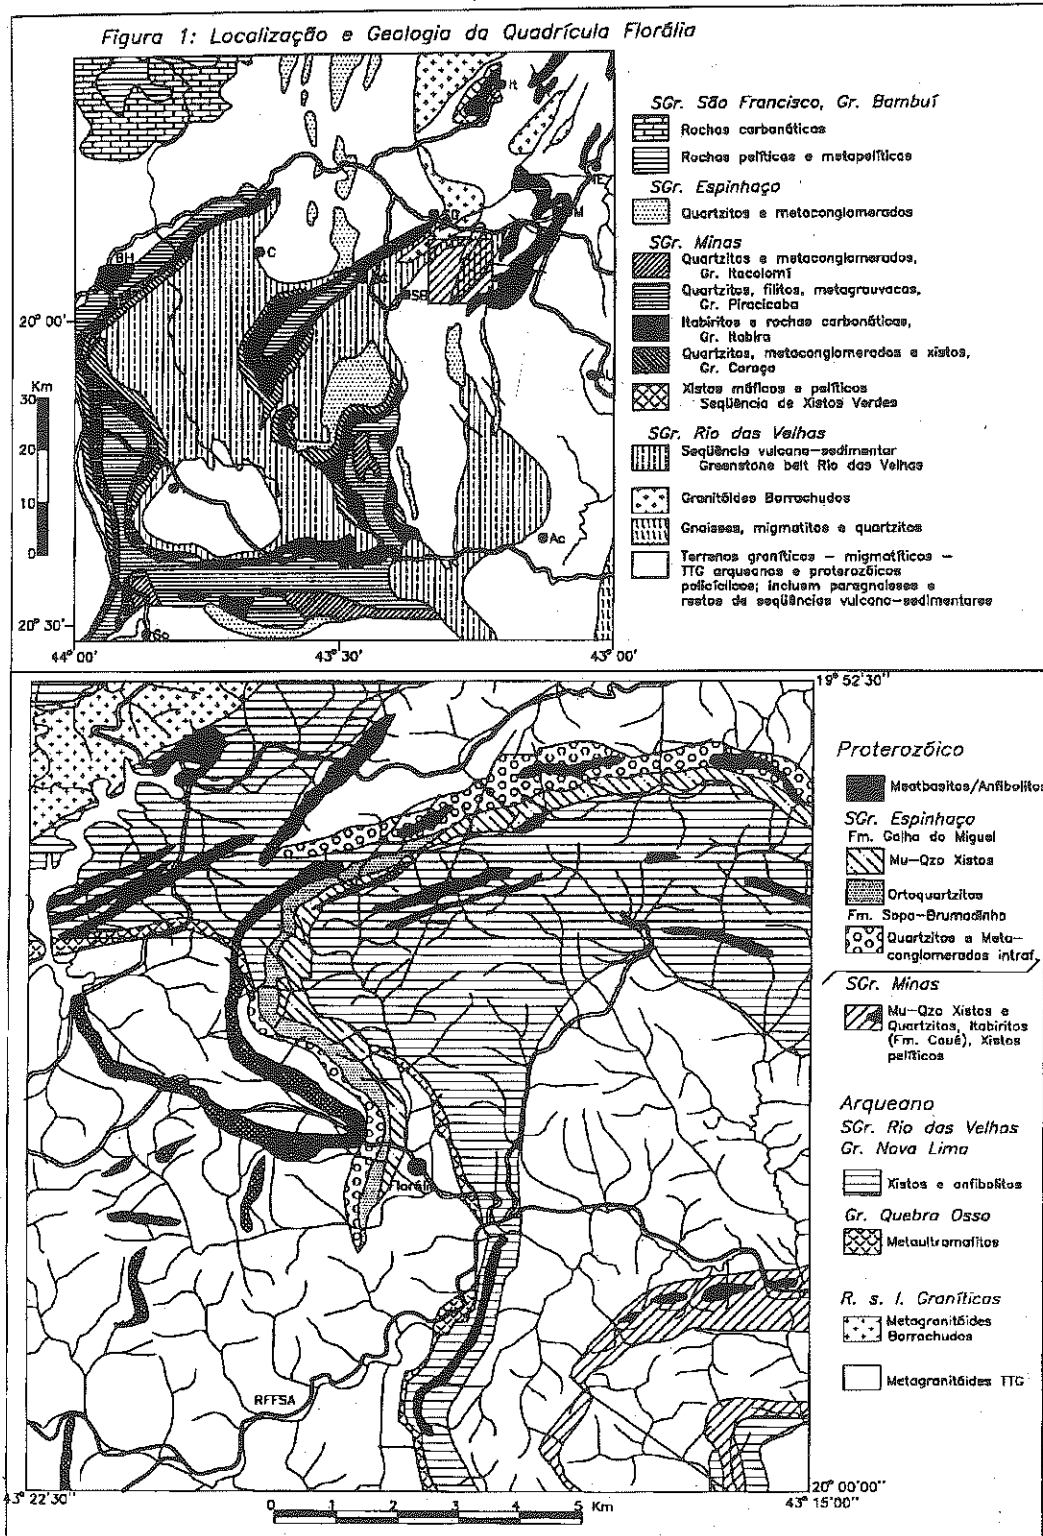 Figura 1: Localização e Geologia da Quadrícula Florália
It
BH
C
SB
M
Ac
20° 00'
20° 30'
44° 00'
43° 30'
43° 00'
Km
30
20
10
0
SGr. São Francisco, Gr. Bambuí
Rochas carbonáticas
Rochas pelíticas e metapelíticas
SGr. Espinhaço
Quartzitos e metaconglomerados
SGr. Minas
Quartzitos e metaconglomerados,
Gr. Itacolomí
Quartzitos, filitos, metagrauvacas,
Gr. Piracicaba
Itabiritos e rochas carbonáticas,
Gr. Itabira
Quartzitos, metaconglomerados e xistos,
Gr. Caraça
Xistos máficos e pelíticos
Seqüência de Xistos Verdes
SGr. Rio das Velhas
Seqüência vulcano-sedimentar
Greenstone belt Rio das Velhas
Granitóides Borrachudos
Gnaisses, migmatitos e quartzitos
Terrenos graníticos - migmatíticos -
TTG arqueanos e proterozóicos
policíclicos; incluem paragnaisses e
restos de seqüências vulcano-sedimentares
19° 52'30''
Proterozóico
Meatbasitos/Anfibolitos
SGr. Espinhaço
Fm. Galho do Miguel
Mu-Qzo Xistos
Ortoquartzitos
Fm. Sopa-Brumadinho
Quartzitos e Meta-
conglomerados intraf.
SGr. Minas
Mu-Qzo Xistos e
Quartzitos, Itabiritos
(Fm. Cauê), Xistos
pelíticos
Arqueano
SGr. Rio das Velhas
Gr. Nova Lima
Xistos e anfibolitos
Gr. Quebra Osso
Metaultramafitos
R. s. l. Graníticas
Metagranitóides
Borrachudos
Metagranitóides TTG
Florália
RFFSA
43° 22'30''
20° 00'00''
43° 15'00''
0 1 2 3 4 5 Km